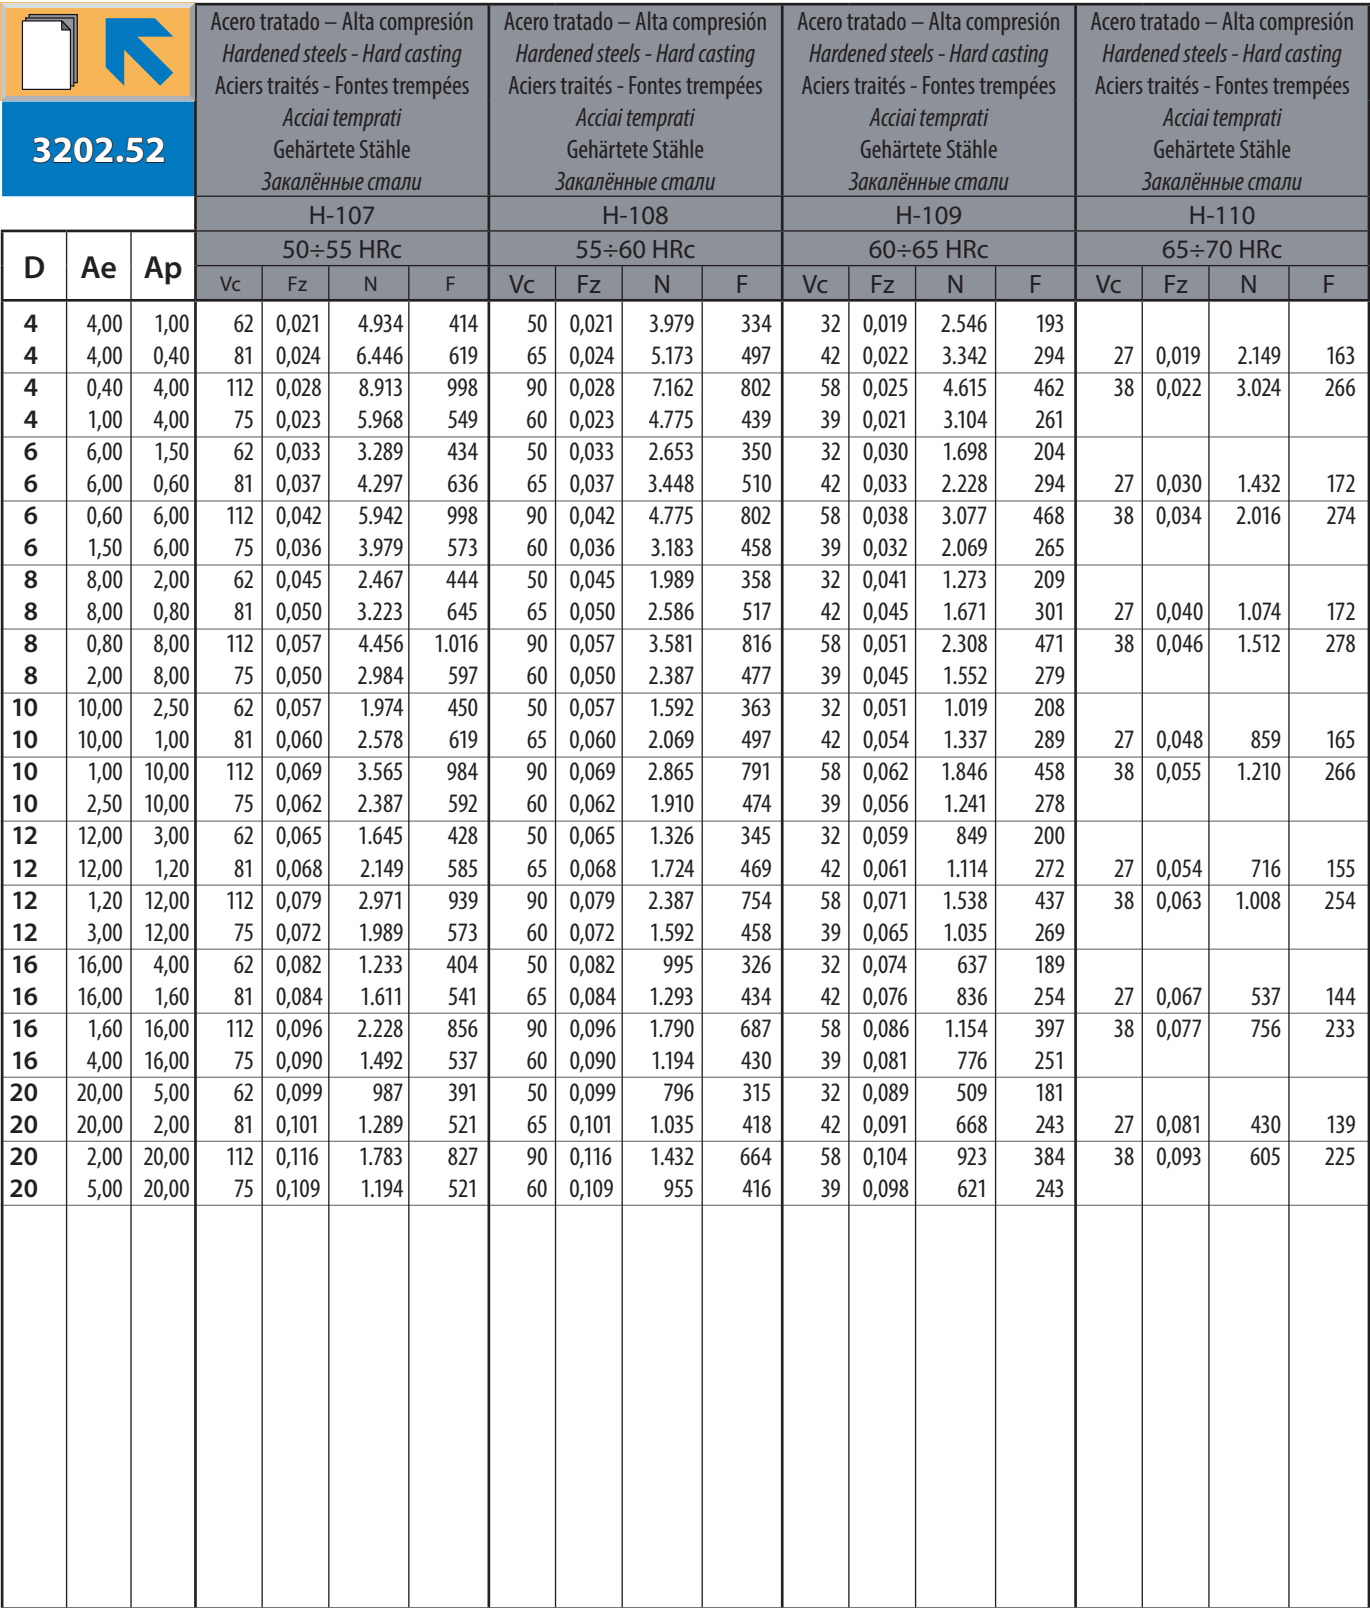 3202.52
Acero tratado – Alta compresión Acero tratado – Alta compresión Acero tratado – Alta compresión Acero tratado – Alta compresión
Hardened steels - Hard casting Hardened steels - Hard casting Hardened steels - Hard casting Hardened steels - Hard casting
Aciers traités - Fontes trempées Aciers traités - Fontes trempées Aciers traités - Fontes trempées Aciers traités - Fontes trempées
Acciai temprati Acciai temprati Acciai temprati Acciai temprati
Gehärtete Stähle Gehärtete Stähle Gehärtete Stähle Gehärtete Stähle
Закалённые стали Закалённые стали Закалённые стали Закалённые стали
H-107 H-108 H-109 H-110
50÷55 HRc 55÷60 HRc 60÷65 HRc 65÷70 HRc
D Ae Ap Vc Fz N F Vc Fz N F Vc Fz N F Vc Fz N F
4 4,00 1,00 62 0,021 4.934 414 50 0,021 3.979 334 32 0,019 2.546 193
4 4,00 0,40 81 0,024 6.446 619 65 0,024 5.173 497 42 0,022 3.342 294 27 0,019 2.149 163
4 0,40 4,00 112 0,028 8.913 998 90 0,028 7.162 802 58 0,025 4.615 462 38 0,022 3.024 266
4 1,00 4,00 75 0,023 5.968 549 60 0,023 4.775 439 39 0,021 3.104 261
6 6,00 1,50 62 0,033 3.289 434 50 0,033 2.653 350 32 0,030 1.698 204
6 6,00 0,60 81 0,037 4.297 636 65 0,037 3.448 510 42 0,033 2.228 294 27 0,030 1.432 172
6 0,60 6,00 112 0,042 5.942 998 90 0,042 4.775 802 58 0,038 3.077 468 38 0,034 2.016 274
6 1,50 6,00 75 0,036 3.979 573 60 0,036 3.183 458 39 0,032 2.069 265
8 8,00 2,00 62 0,045 2.467 444 50 0,045 1.989 358 32 0,041 1.273 209
8 8,00 0,80 81 0,050 3.223 645 65 0,050 2.586 517 42 0,045 1.671 301 27 0,040 1.074 172
8 0,80 8,00 112 0,057 4.456 1.016 90 0,057 3.581 816 58 0,051 2.308 471 38 0,046 1.512 278
8 2,00 8,00 75 0,050 2.984 597 60 0,050 2.387 477 39 0,045 1.552 279
10 10,00 2,50 62 0,057 1.974 450 50 0,057 1.592 363 32 0,051 1.019 208
10 10,00 1,00 81 0,060 2.578 619 65 0,060 2.069 497 42 0,054 1.337 289 27 0,048 859 165
10 1,00 10,00 112 0,069 3.565 984 90 0,069 2.865 791 58 0,062 1.846 458 38 0,055 1.210 266
10 2,50 10,00 75 0,062 2.387 592 60 0,062 1.910 474 39 0,056 1.241 278
12 12,00 3,00 62 0,065 1.645 428 50 0,065 1.326 345 32 0,059 849 200
12 12,00 1,20 81 0,068 2.149 585 65 0,068 1.724 469 42 0,061 1.114 272 27 0,054 716 155
12 1,20 12,00 112 0,079 2.971 939 90 0,079 2.387 754 58 0,071 1.538 437 38 0,063 1.008 254
12 3,00 12,00 75 0,072 1.989 573 60 0,072 1.592 458 39 0,065 1.035 269
16 16,00 4,00 62 0,082 1.233 404 50 0,082 995 326 32 0,074 637 189
16 16,00 1,60 81 0,084 1.611 541 65 0,084 1.293 434 42 0,076 836 254 27 0,067 537 144
16 1,60 16,00 112 0,096 2.228 856 90 0,096 1.790 687 58 0,086 1.154 397 38 0,077 756 233
16 4,00 16,00 75 0,090 1.492 537 60 0,090 1.194 430 39 0,081 776 251
20 20,00 5,00 62 0,099 987 391 50 0,099 796 315 32 0,089 509 181
20 20,00 2,00 81 0,101 1.289 521 65 0,101 1.035 418 42 0,091 668 243 27 0,081 430 139
20 2,00 20,00 112 0,116 1.783 827 90 0,116 1.432 664 58 0,104 923 384 38 0,093 605 225
20 5,00 20,00 75 0,109 1.194 521 60 0,109 955 416 39 0,098 621 243